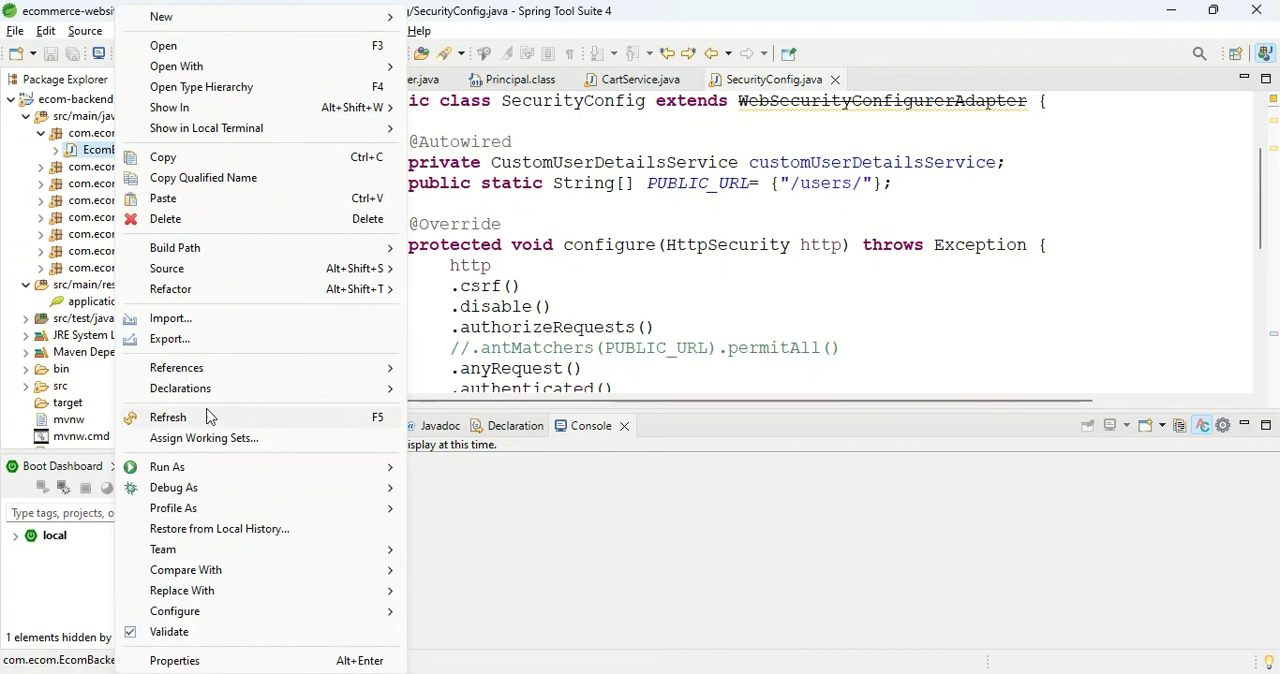 ecommerce-websi
/SecurityConfig.java - Spring Tool Suite 4
File Edit Source
Help
Package Explorer
er.java Principal.class CartService.java SecurityConfig.java
ecom-backend
src/main/jav
com.ecor
EcomB
com.ecor
com.ecor
com.ecor
com.ecor
com.ecor
com.ecor
com.ecor
src/main/res
applicatio
src/test/java
JRE System L
Maven Depe
bin
src
target
mvnw
mvnw.cmd
New
Open F3
Open With
Open Type Hierarchy F4
Show In Alt+Shift+W
Show in Local Terminal
Copy Ctrl+C
Copy Qualified Name
Paste Ctrl+V
Delete Delete
Build Path
Source Alt+Shift+S
Refactor Alt+Shift+T
Import...
Export...
References
Declarations
Refresh F5
Assign Working Sets...
Run As
Debug As
Profile As
Restore from Local History...
Team
Compare With
Replace With
Configure
Validate
Properties Alt+Enter
ic class SecurityConfig extends WebSecurityConfigurerAdapter {
@Autowired
private CustomUserDetailsService customUserDetailsService;
public static String[] PUBLIC_URL= {"/users/"};
@Override
protected void configure(HttpSecurity http) throws Exception {
http
.csrf()
.disable()
.authorizeRequests()
//.antMatchers(PUBLIC_URL).permitAll()
.anyRequest()
.authenticated()
Javadoc Declaration Console
isplay at this time.
Boot Dashboard
Type tags, projects, o
local
1 elements hidden by
com.ecom.EcomBacke